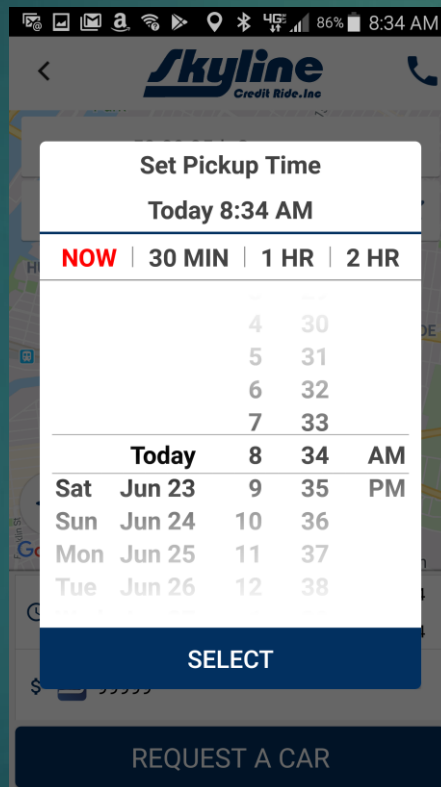 86% 8:34 AM
Skyline
Credit Ride.Inc
Set Pickup Time
Today 8:34 AM
NOW | 30 MIN | 1 HR | 2 HR
4 30
5 31
6 32
7 33
Today 8 34 AM
Sat Jun 23 9 35 PM
Sun Jun 24 10 36
Mon Jun 25 11 37
Tue Jun 26 12 38
SELECT
$ 99999
REQUEST A CAR